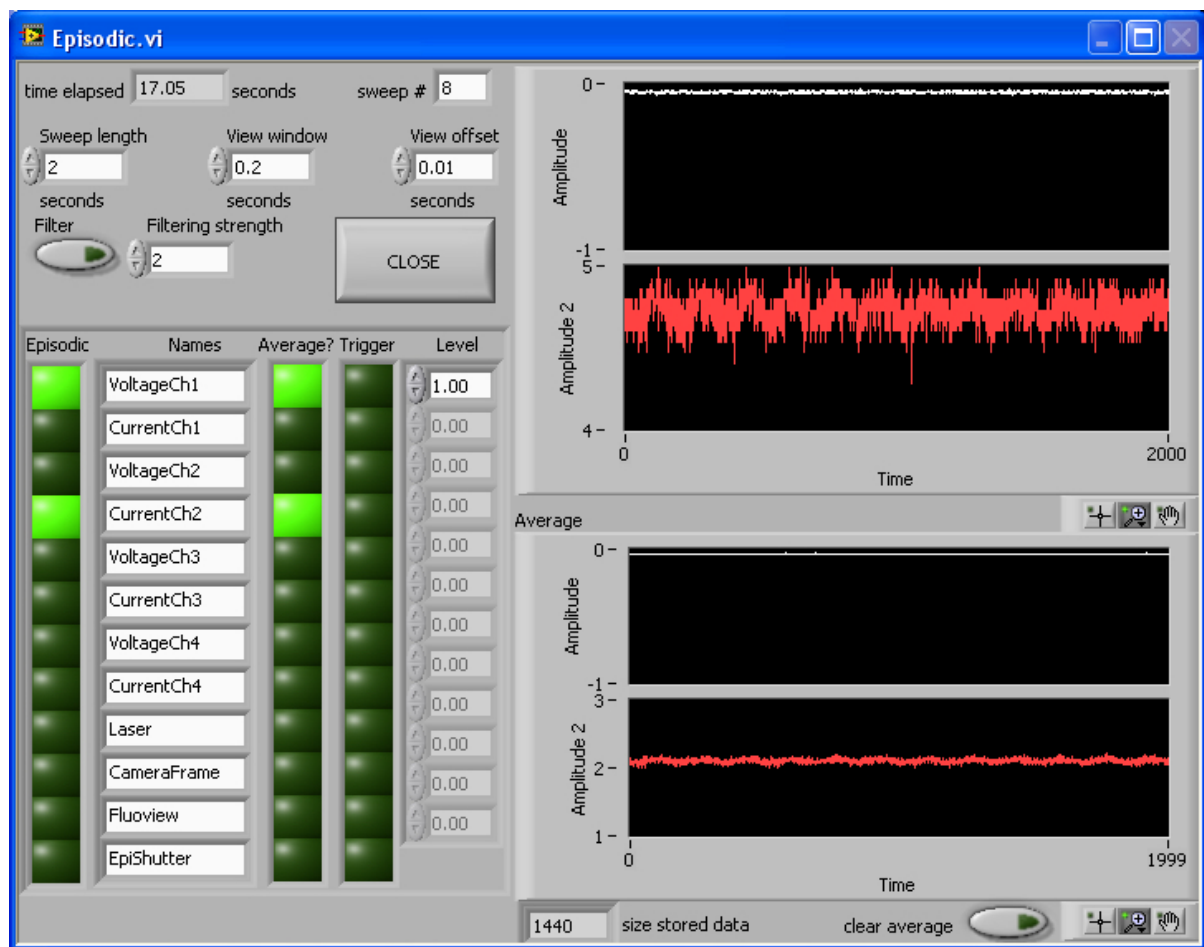 Episodic.vi
time elapsed 17.05 seconds sweep # 8
Sweep length View window View offset
2 0.2 0.01
seconds seconds seconds
Filter Filtering strength
2
CLOSE
Episodic Names Average? Trigger Level
VoltageCh1 1.00
CurrentCh1 0.00
VoltageCh2 0.00
CurrentCh2 0.00
VoltageCh3 0.00
CurrentCh3 0.00
VoltageCh4 0.00
CurrentCh4 0.00
Laser 0.00
CameraFrame 0.00
Fluoview 0.00
EpiShutter 0.00
0
Amplitude
-1
5
Amplitude 2
4
0 2000
Time
Average
0
Amplitude
-1
3
Amplitude 2
2
1
0 1999
Time
1440 size stored data clear average